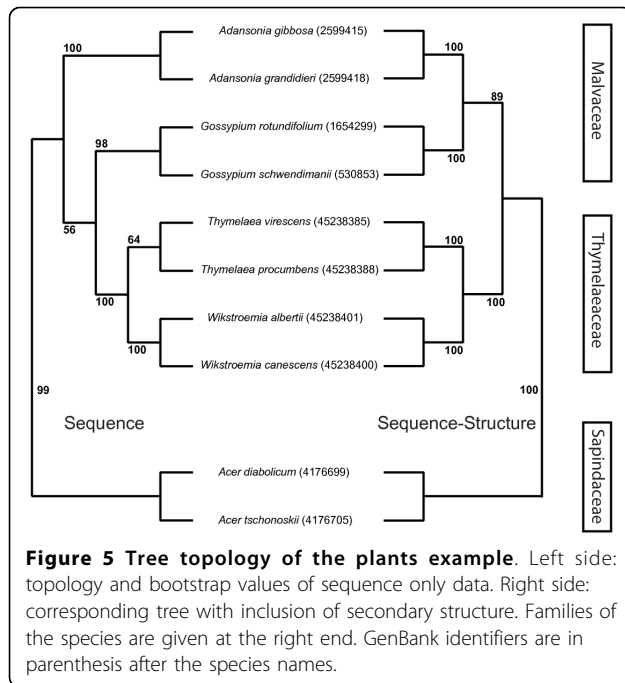 Adansonia gibbosa (2599415)
100
100
Adansonia grandidieri (2599418)
89
Gossypium rotundifolium (1654299)
98
100
Gossypium schwendimanii (530853)
Malvaceae
Thymelaea virescens (45238385)
56
64
100
Thymelaea procumbens (45238388)
100
Wikstroemia albertii (45238401)
100
100
Wikstroemia canescens (45238400)
Thymelaeaceae
99
100
Sequence
Sequence-Structure
Acer diabolicum (4176699)
Acer tschonoskii (4176705)
Sapindaceae
Figure 5 Tree topology of the plants example. Left side:
topology and bootstrap values of sequence only data. Right side:
corresponding tree with inclusion of secondary structure. Families of
the species are given at the right end. GenBank identifiers are in
parenthesis after the species names.